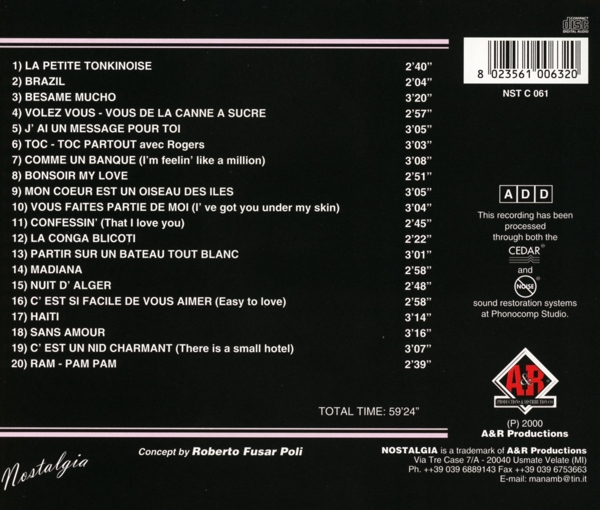 COMPACT
disc
DIGITAL AUDIO
1) LA PETITE TONKINOISE 2'40"
2) BRAZIL 2'04"
3) BESAME MUCHO 3'20"
4) VOLEZ VOUS - VOUS DE LA CANNE A SUCRE 2'57"
5) J' AI UN MESSAGE POUR TOI 3'05"
6) TOC - TOC PARTOUT avec Rogers 3'03"
7) COMME UN BANQUE (I'm feelin' like a million) 3'08"
8) BONSOIR MY LOVE 2'51"
9) MON COEUR EST UN OISEAU DES ILES 3'05"
10) VOUS FAITES PARTIE DE MOI (I' ve got you under my skin) 3'04"
11) CONFESSIN' (That I love you) 2'45"
12) LA CONGA BLICOTI 2'22"
13) PARTIR SUR UN BATEAU TOUT BLANC 3'01"
14) MADIANA 2'58"
15) NUIT D' ALGER 2'48"
16) C' EST SI FACILE DE VOUS AIMER (Easy to love) 2'58"
17) HAITI 3'14"
18) SANS AMOUR 3'16"
19) C' EST UN NID CHARMANT (There is a small hotel) 3'07"
20) RAM - PAM PAM 2'39"
TOTAL TIME: 59'24"
8 023561 006320
NST C 061
A D D
This recording has been
processed
through both the
CEDAR
and
NO NOISE
sound restoration systems
at Phonocomp Studio.
A&R
PRODUCTIONS & DISTRIBUTION CO.
(P) 2000
A&R Productions
Nostalgia
Concept by Roberto Fusar Poli
NOSTALGIA is a trademark of A&R Productions
Via Tre Case 7/A - 20040 Usmate Velate (MI)
Ph. ++39 039 6889143 Fax ++39 039 6753663
E-mail: manamb@tin.it